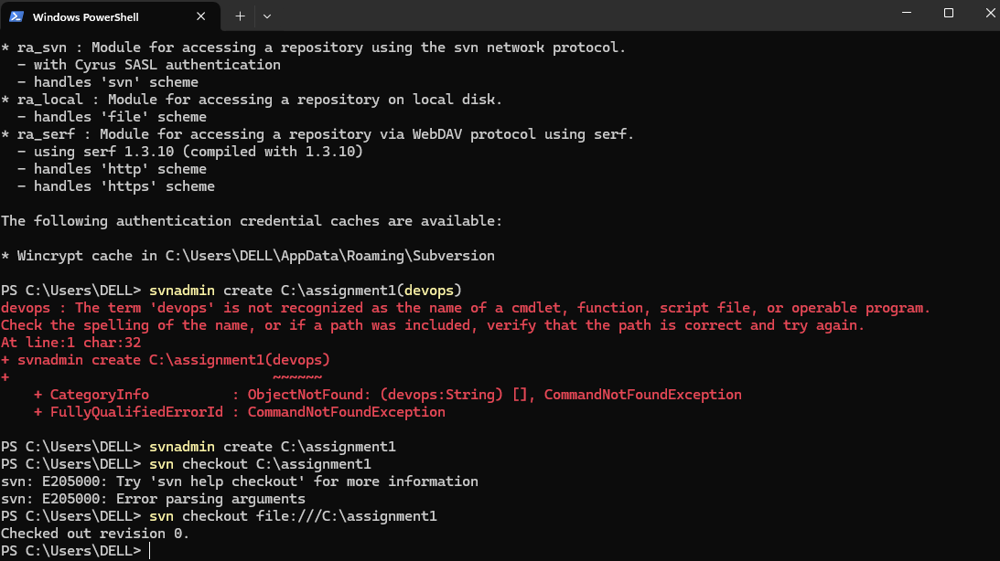 Windows PowerShell
* ra_svn : Module for accessing a repository using the svn network protocol.
  - with Cyrus SASL authentication
  - handles 'svn' scheme
* ra_local : Module for accessing a repository on local disk.
  - handles 'file' scheme
* ra_serf : Module for accessing a repository via WebDAV protocol using serf.
  - using serf 1.3.10 (compiled with 1.3.10)
  - handles 'http' scheme
  - handles 'https' scheme

The following authentication credential caches are available:

* Wincrypt cache in C:\Users\DELL\AppData\Roaming\Subversion

PS C:\Users\DELL> svnadmin create C:\assignment1(devops)
devops : The term 'devops' is not recognized as the name of a cmdlet, function, script file, or operable program.
Check the spelling of the name, or if a path was included, verify that the path is correct and try again.
At line:1 char:32
+ svnadmin create C:\assignment1(devops)
+                                ~~~~~~
    + CategoryInfo          : ObjectNotFound: (devops:String) [], CommandNotFoundException
    + FullyQualifiedErrorId : CommandNotFoundException

PS C:\Users\DELL> svnadmin create C:\assignment1
PS C:\Users\DELL> svn checkout C:\assignment1
svn: E205000: Try 'svn help checkout' for more information
svn: E205000: Error parsing arguments
PS C:\Users\DELL> svn checkout file:///C:\assignment1
Checked out revision 0.
PS C:\Users\DELL>